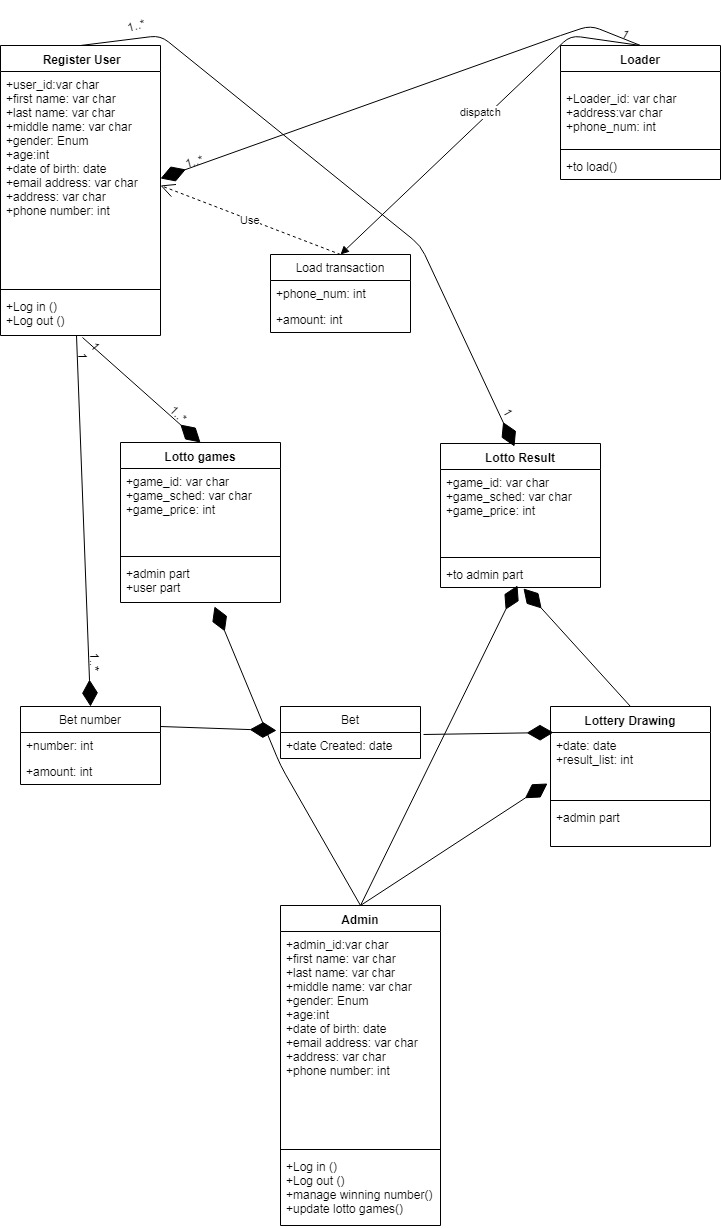 1..*
1
Register User
+user_id:var char
+first name: var char
+last name: var char
+middle name: var char
+gender: Enum
+age:int
+date of birth: date
+email address: var char
+address: var char
+phone number: int
+Log in ()
+Log out ()
Loader
+Loader_id: var char
+address:var char
+phone_num: int
+to load()
dispatch
1..*
Use
Load transaction
+phone_num: int
+amount: int
1
1
1..*
1
Lotto games
+game_id: var char
+game_sched: var char
+game_price: int
+admin part
+user part
Lotto Result
+game_id: var char
+game_sched: var char
+game_price: int
+to admin part
1..*
Bet number
+number: int
+amount: int
Bet
+date Created: date
Lottery Drawing
+date: date
+result_list: int
+admin part
Admin
+admin_id:var char
+first name: var char
+last name: var char
+middle name: var char
+gender: Enum
+age:int
+date of birth: date
+email address: var char
+address: var char
+phone number: int
+Log in ()
+Log out ()
+manage winning number()
+update lotto games()